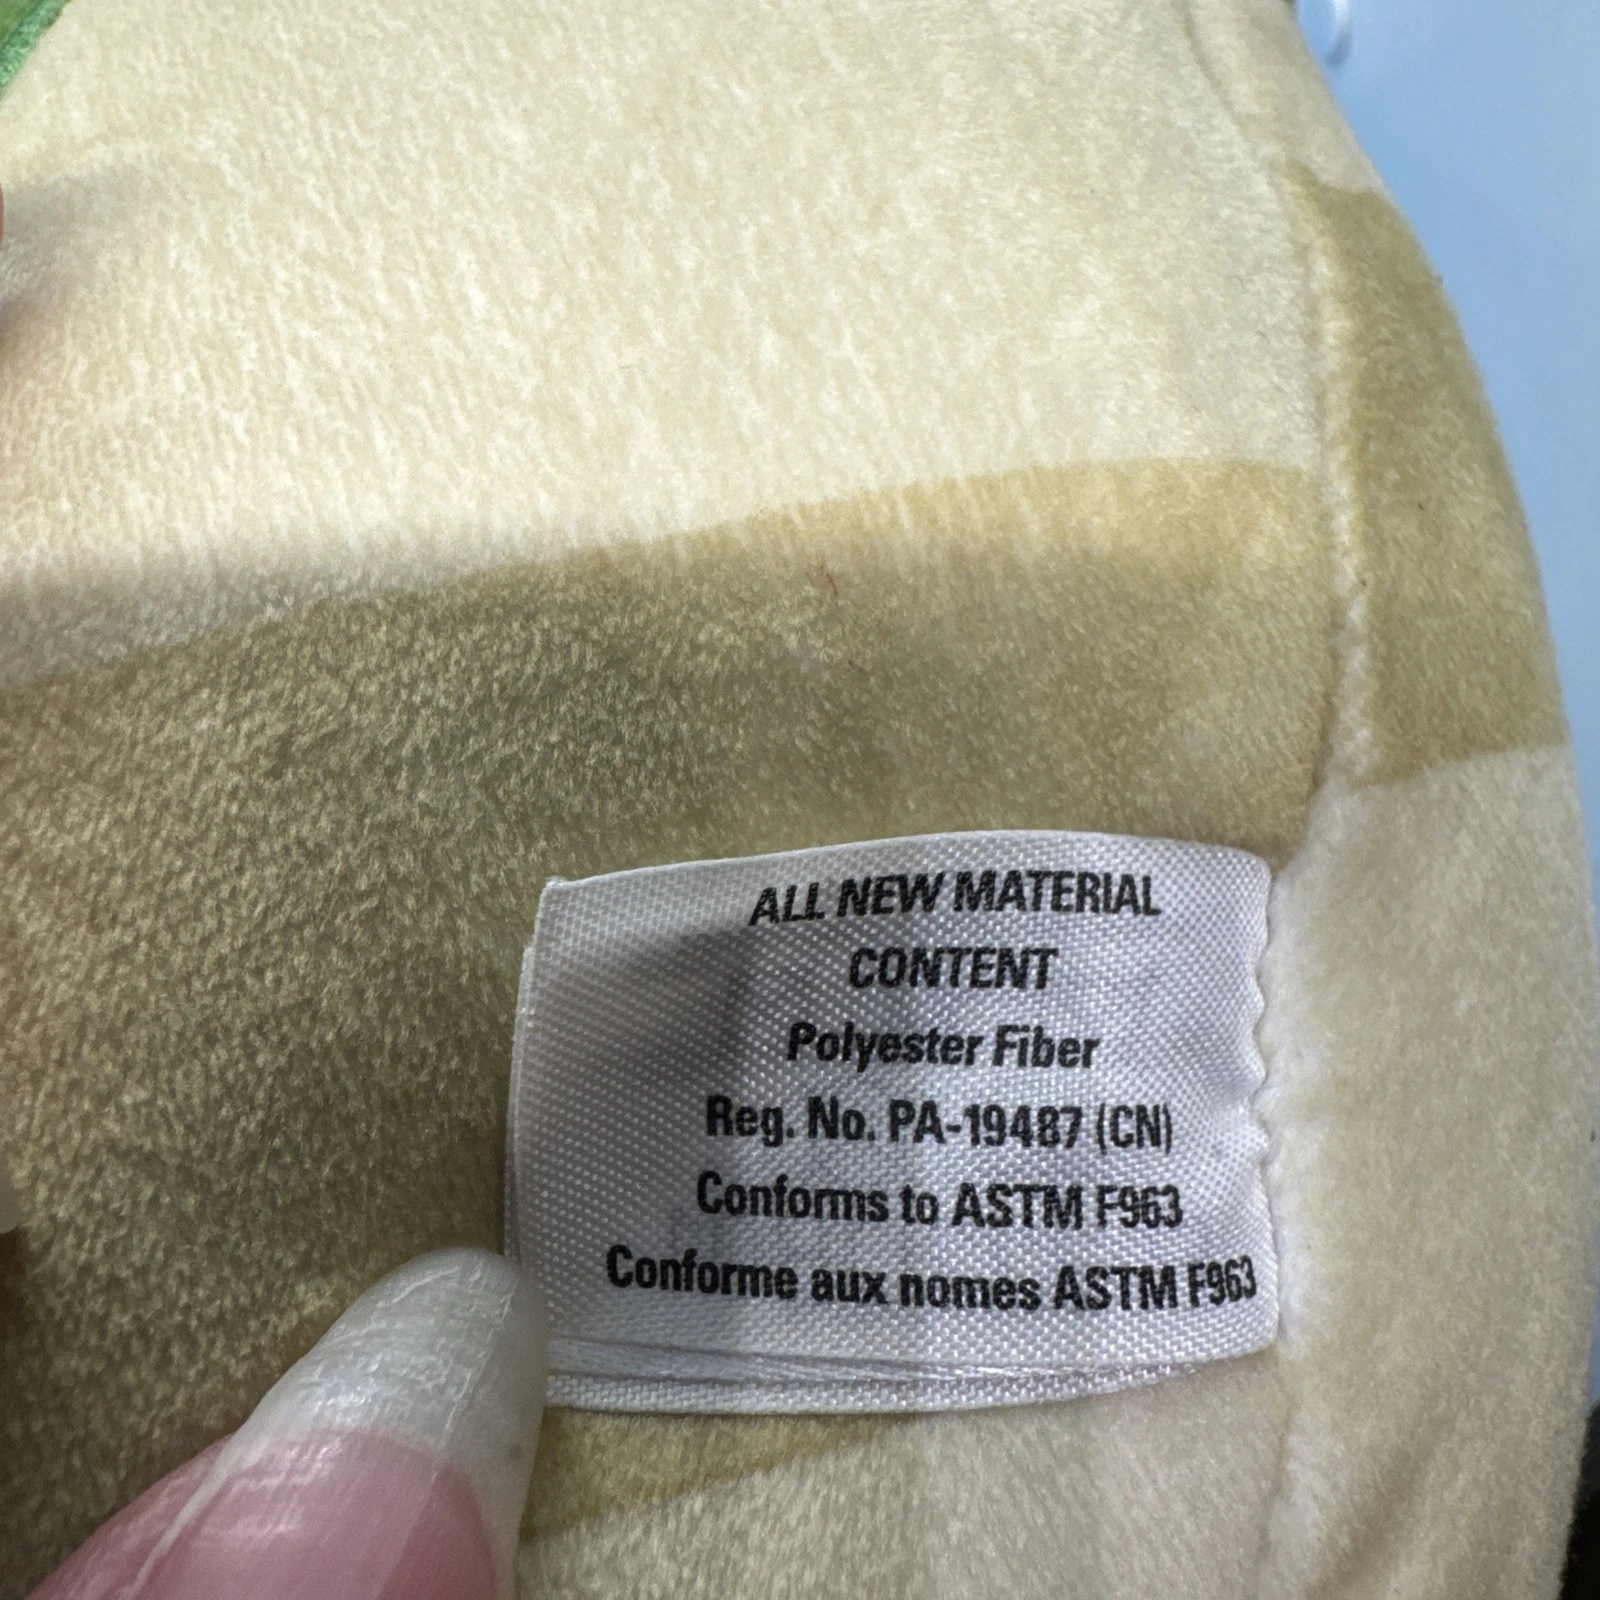 ALL NEW MATERIAL
CONTENT
Polyester Fiber
Reg. No. PA-19487 (CN)
Conforms to ASTM F963
Conforme aux nomes ASTM F963